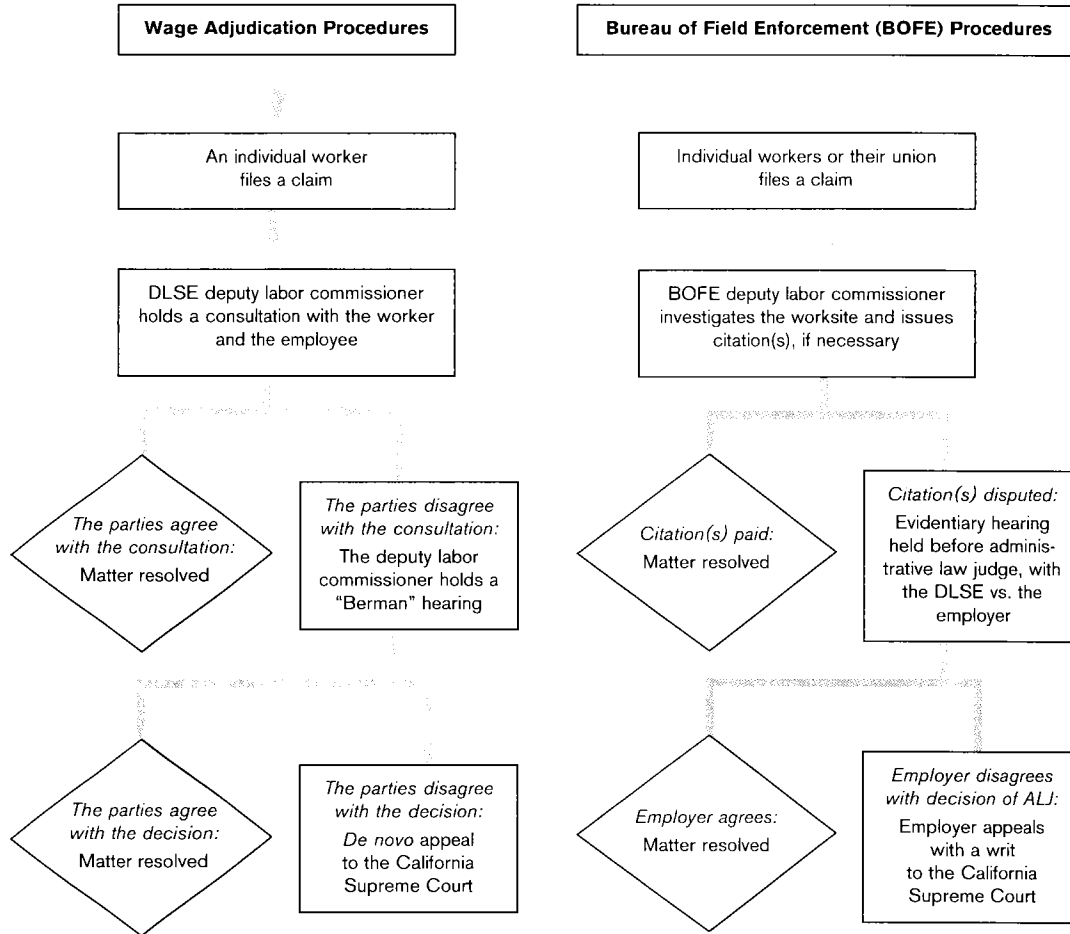 Wage Adjudication Procedures
An individual worker
files a claim
DLSE deputy labor commissioner
holds a consultation with the worker
and the employee
The parties agree
with the consultation:
Matter resolved
The parties disagree
with the consultation:
The deputy labor
commissioner holds a
“Berman” hearing
The parties agree
with the decision:
Matter resolved
The parties disagree
with the decision:
De novo appeal
to the California
Supreme Court
Bureau of Field Enforcement (BOFE) Procedures
Individual workers or their union
files a claim
BOFE deputy labor commissioner
investigates the worksite and issues
citation(s), if necessary
Citation(s) paid:
Matter resolved
Citation(s) disputed:
Evidentiary hearing
held before adminis-
trative law judge, with
the DLSE vs. the
employer
Employer agrees:
Matter resolved
Employer disagrees
with decision of ALJ:
Employer appeals
with a writ
to the California
Supreme Court